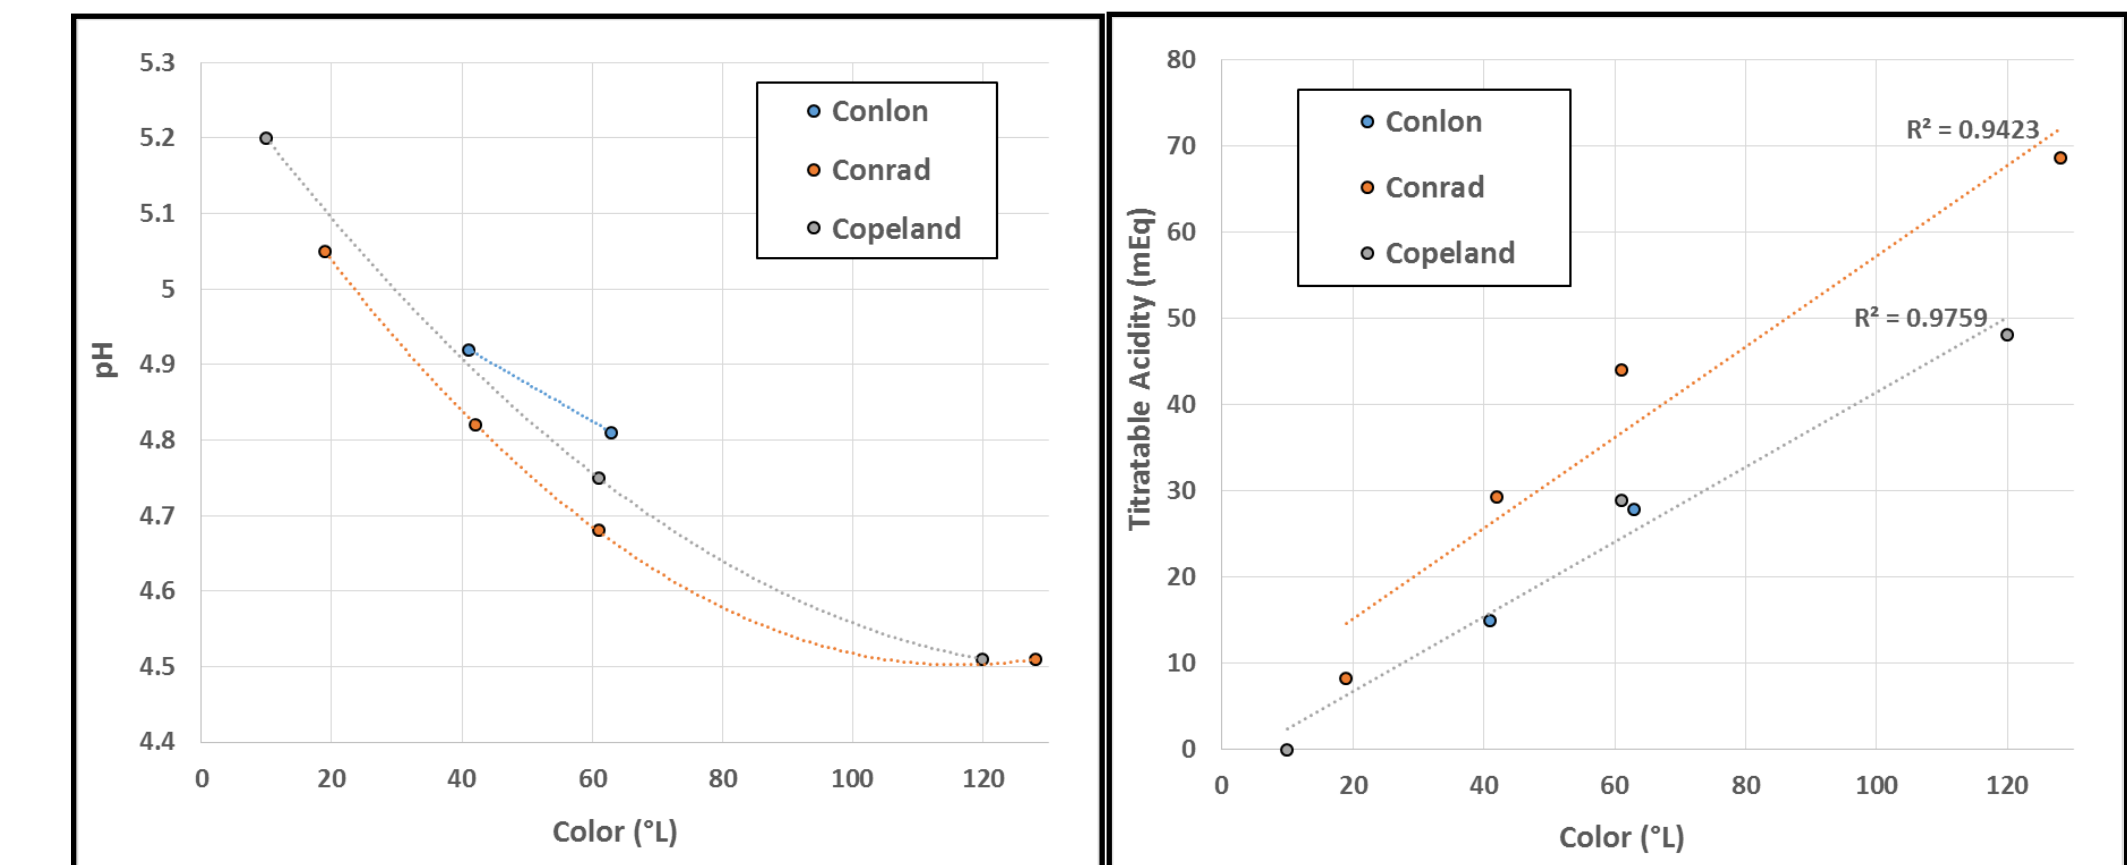 5.3
5.2
5.1
5
4.9
4.8
4.7
4.6
4.5
4.4
pH
0 20 40 60 80 100 120
Color (°L)
Conlon
Conrad
Copeland
80
70
60
50
40
30
20
10
0
Titratable Acidity (mEq)
0 20 40 60 80 100 120
Color (°L)
Conlon
Conrad
Copeland
R² = 0.9423
R² = 0.9759